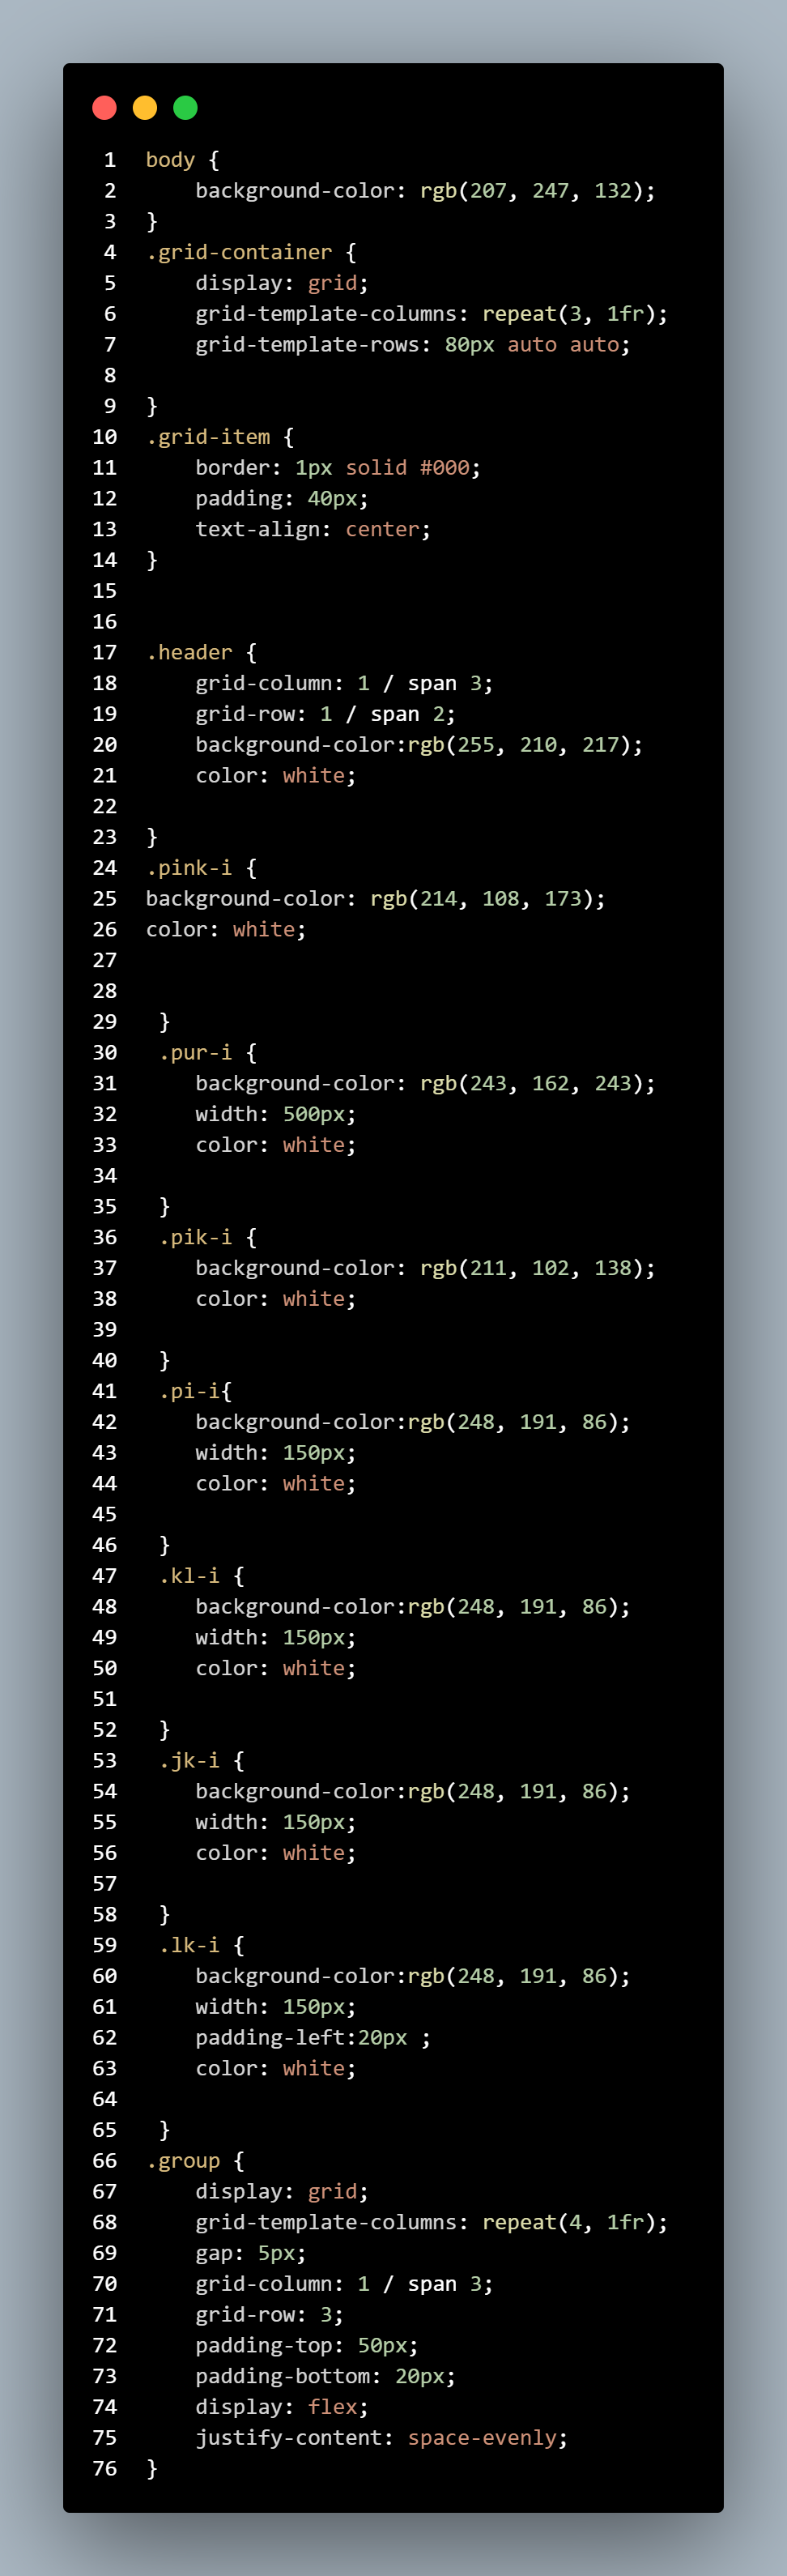 1 body {
2     background-color: rgb(207, 247, 132);
3 }
4 .grid-container {
5     display: grid;
6     grid-template-columns: repeat(3, 1fr);
7     grid-template-rows: 80px auto auto;
8
9 }
10 .grid-item {
11     border: 1px solid #000;
12     padding: 40px;
13     text-align: center;
14 }
15
16
17 .header {
18     grid-column: 1 / span 3;
19     grid-row: 1 / span 2;
20     background-color:rgb(255, 210, 217);
21     color: white;
22
23 }
24 .pink-i {
25 background-color: rgb(214, 108, 173);
26 color: white;
27
28
29  }
30  .pur-i {
31     background-color: rgb(243, 162, 243);
32     width: 500px;
33     color: white;
34
35  }
36  .pik-i {
37     background-color: rgb(211, 102, 138);
38     color: white;
39
40  }
41  .pi-i{
42     background-color:rgb(248, 191, 86);
43     width: 150px;
44     color: white;
45
46  }
47  .kl-i {
48     background-color:rgb(248, 191, 86);
49     width: 150px;
50     color: white;
51
52  }
53  .jk-i {
54     background-color:rgb(248, 191, 86);
55     width: 150px;
56     color: white;
57
58  }
59  .lk-i {
60     background-color:rgb(248, 191, 86);
61     width: 150px;
62     padding-left:20px ;
63     color: white;
64
65  }
66 .group {
67     display: grid;
68     grid-template-columns: repeat(4, 1fr);
69     gap: 5px;
70     grid-column: 1 / span 3;
71     grid-row: 3;
72     padding-top: 50px;
73     padding-bottom: 20px;
74     display: flex;
75     justify-content: space-evenly;
76 }